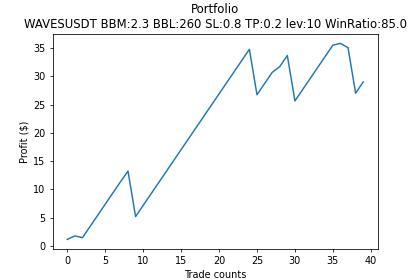 Portfolio
WAVESUSDT BBM:2.3 BBL:260 SL:0.8 TP:0.2 lev:10 WinRatio:85.0
35
30
25
20
15
10
5
0
Profit ($)
0 5 10 15 20 25 30 35 40
Trade counts